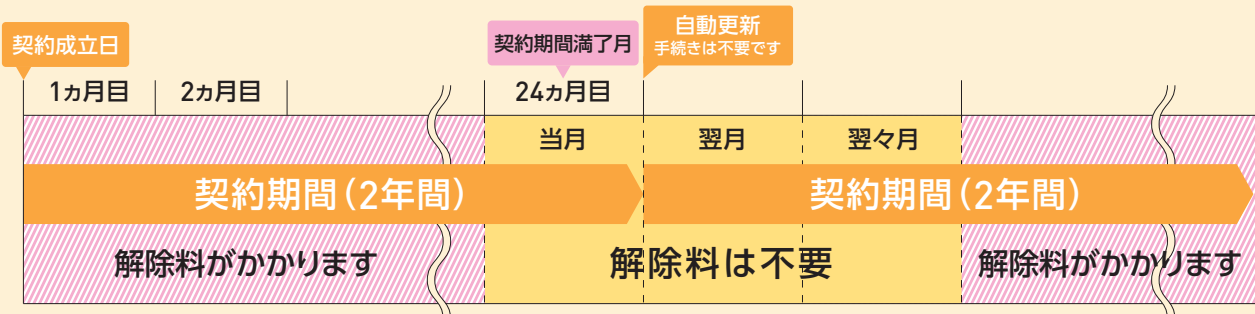 契約成立日
契約期間満了月
自動更新
手続きは不要です
1ヵ月目
2ヵ月目
24ヵ月目
当月
翌月
翌々月
契約期間（2年間）
契約期間（2年間）
解除料がかかります
解除料は不要
解除料がかかります